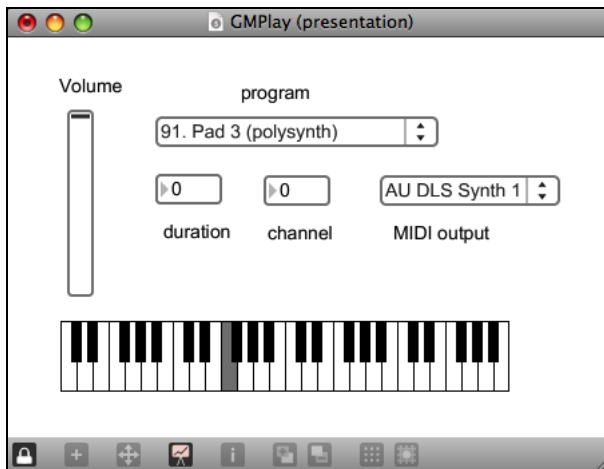 GMPlay (presentation)
Volume
program
91. Pad 3 (polysynth)
0
0
AU DLS Synth 1
duration
channel
MIDI output